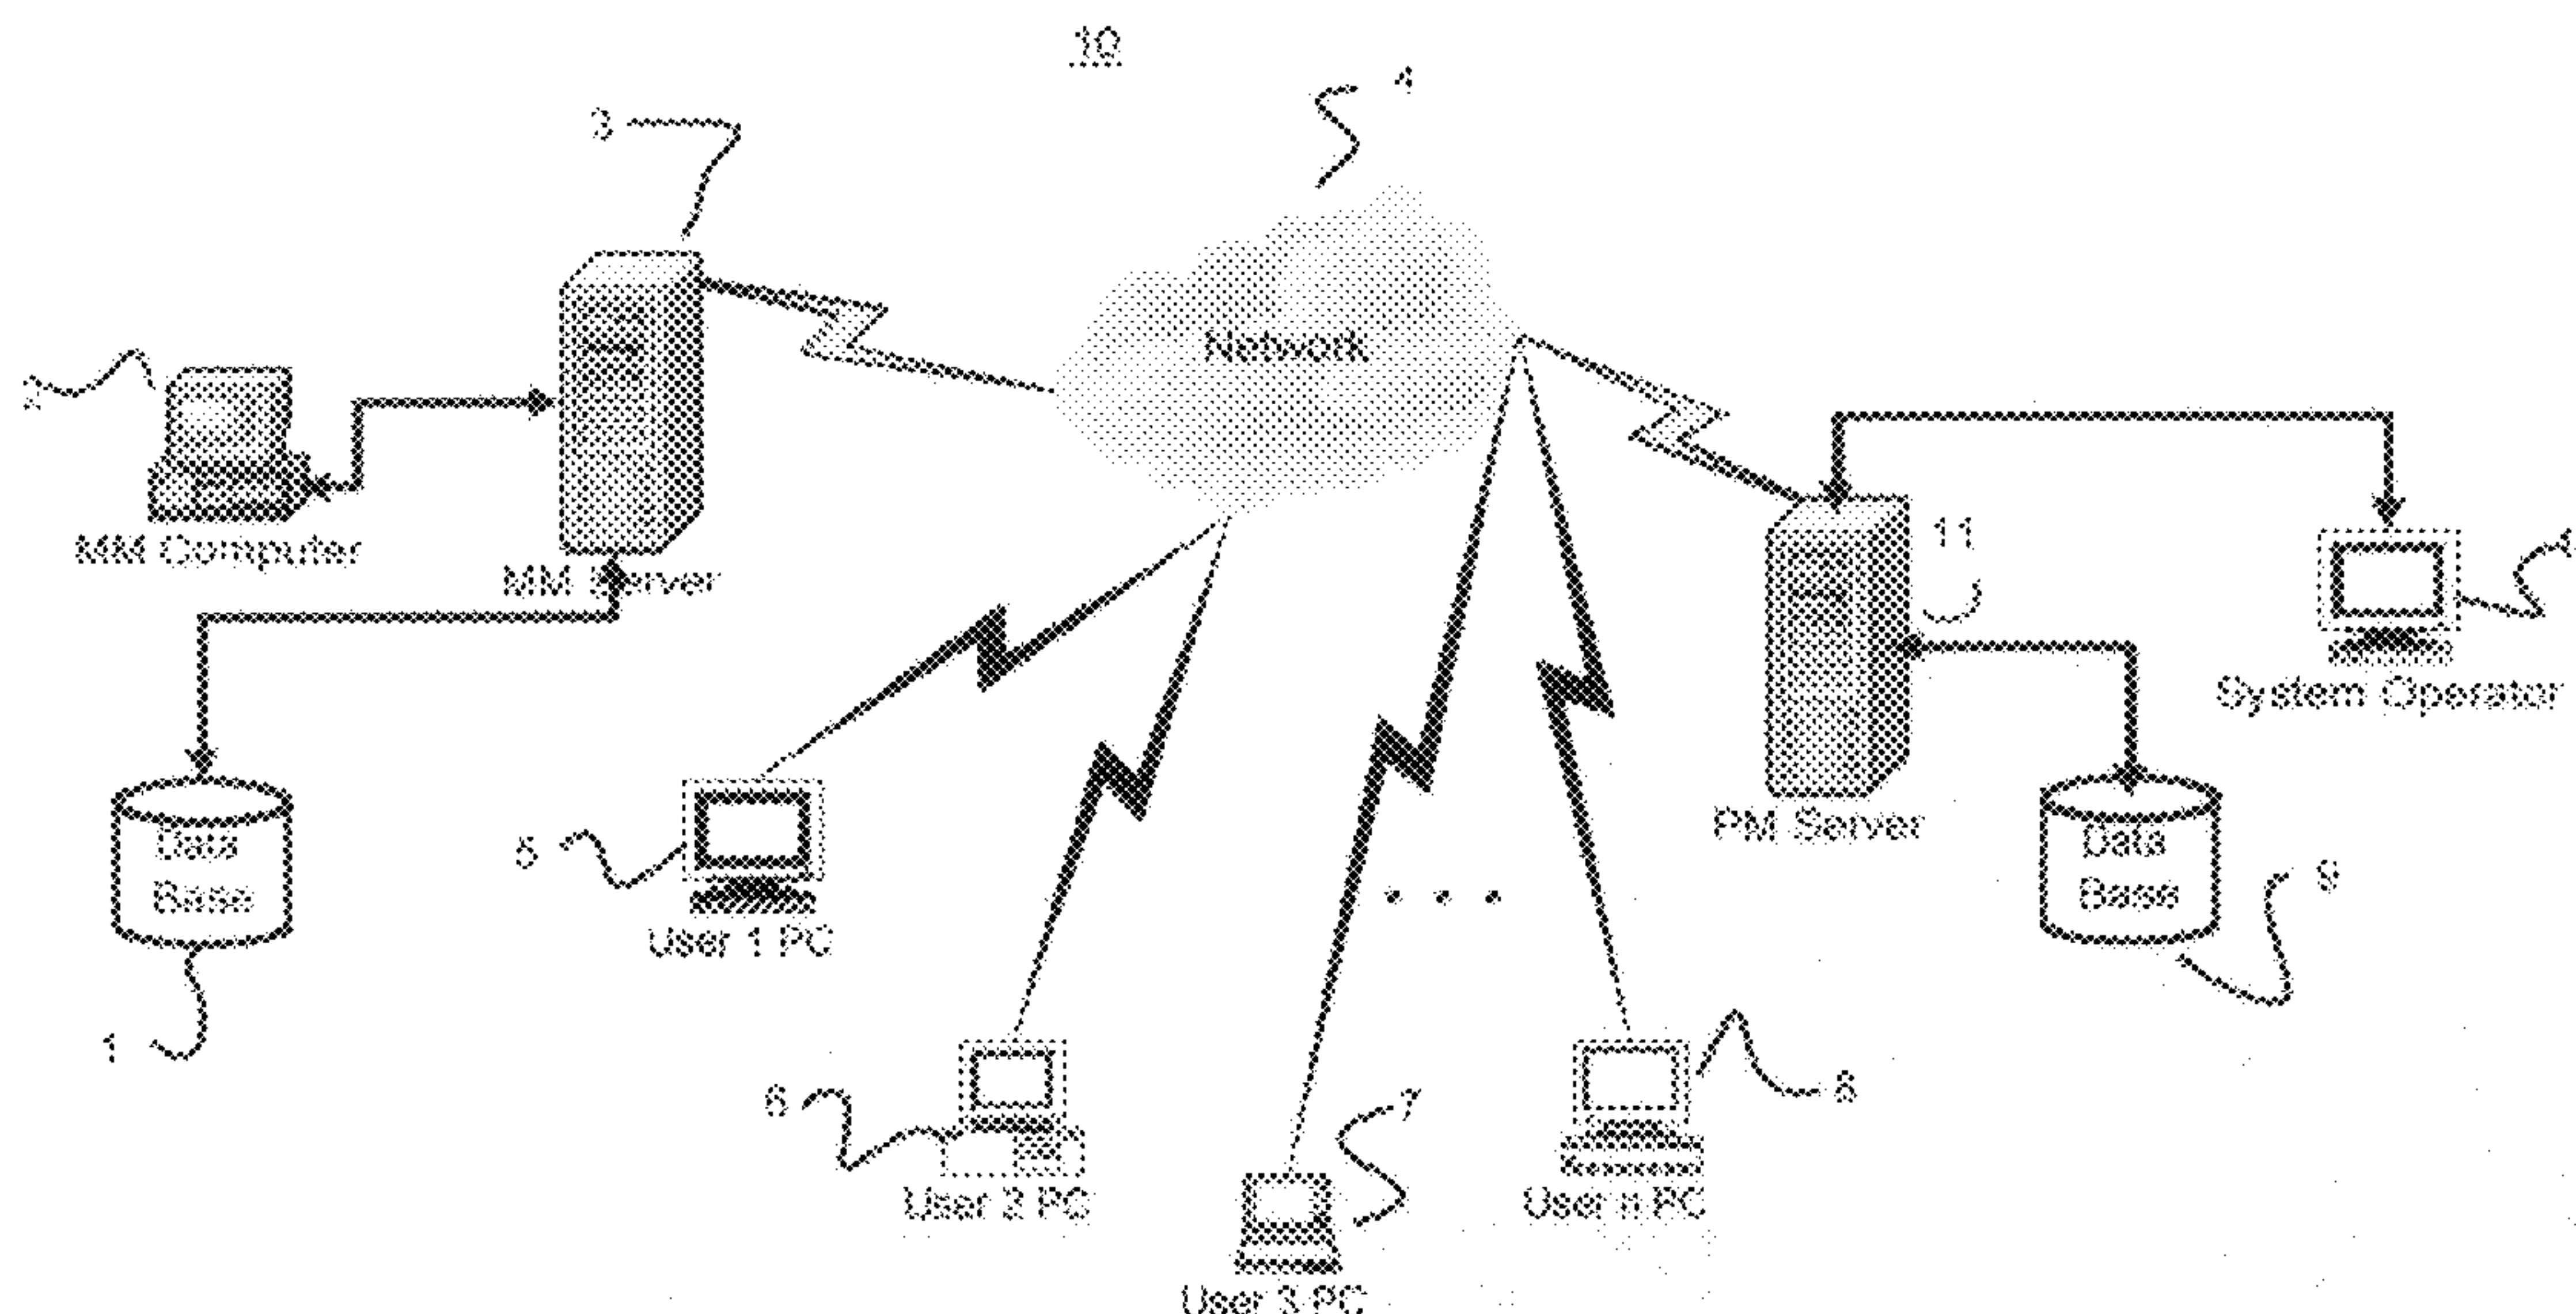 10
4
3
Network
2
MM Computer
MM Server
11
System Operator
PM Server
Data
Base
Data
Base
5
9
User 1 PC
1
6
7
8
User 2 PC
User n PC
User 3 PC